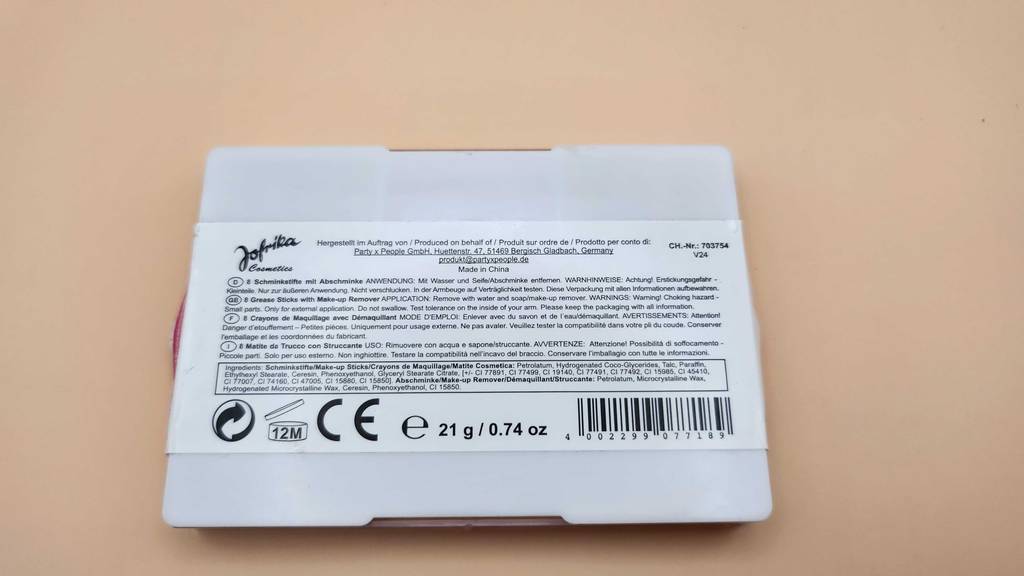 Jofrika
Cosmetics
Hergestellt im Auftrag von / Produced on behalf of / Produit sur ordre de / Prodotto per conto di:
Party x People GmbH, Huettenstr. 47, 51469 Bergisch Gladbach, Germany
produkt@partyxpeople.de
Made in China
CH.-Nr.: 703754
V24
D 8 Schminkstifte mit Abschminke ANWENDUNG: Mit Wasser und Seife/Abschminke entfernen. WARNHINWEISE: Achtung! Erstickungsgefahr -
Kleinteile. Nur zur äußeren Anwendung. Nicht verschlucken. In der Armbeuge auf Verträglichkeit testen. Diese Verpackung mit allen Informationen aufbewahren.
GB 8 Grease Sticks with Make-up Remover APPLICATION: Remove with water and soap/make-up remover. WARNINGS: Warning! Choking hazard -
Small parts. Only for external application. Do not swallow. Test tolerance on the inside of your arm. Please keep the packaging with all information.
F 8 Crayons de Maquillage avec Démaquillant MODE D'EMPLOI: Enlever avec du savon et de l'eau/démaquillant. AVERTISSEMENTS: Attention!
Danger d'etouffement – Petites pièces. Uniquement pour usage externe. Ne pas avaler. Veuillez tester la compatibilité dans votre pli du coude. Conserver
l'emballage et les coordonnées du fabricant.
I 8 Matite da Trucco con Struccante USO: Rimuovere con acqua e sapone/struccante. AVVERTENZE: Attenzione! Possibilità di soffocamento -
Piccole parti. Solo per uso esterno. Non inghiottire. Testare la compatibilità nell'incavo del braccio. Conservare l'imballagio con tutte le informazioni.
Ingredients: Schminkstifte/Make-up Sticks/Crayons de Maquillage/Matite Cosmetica: Petrolatum, Hydrogenated Coco-Glycerides, Talc, Paraffin,
Ethylhexyl Stearate, Ceresin, Phenoxyethanol, Glyceryl Stearate Citrate, [+/- CI 77891, CI 77499, CI 19140, CI 77491, CI 77492, CI 15985, CI 45410,
CI 77007, CI 74160, CI 47005, CI 15880, CI 15850]. Abschminke/Make-up Remover/Démaquillant/Struccante: Petrolatum, Microcrystalline Wax,
Hydrogenated Microcrystalline Wax, Ceresin, Phenoxyethanol, CI 15850.
12M CE e 21 g / 0.74 oz
4 002299 077189